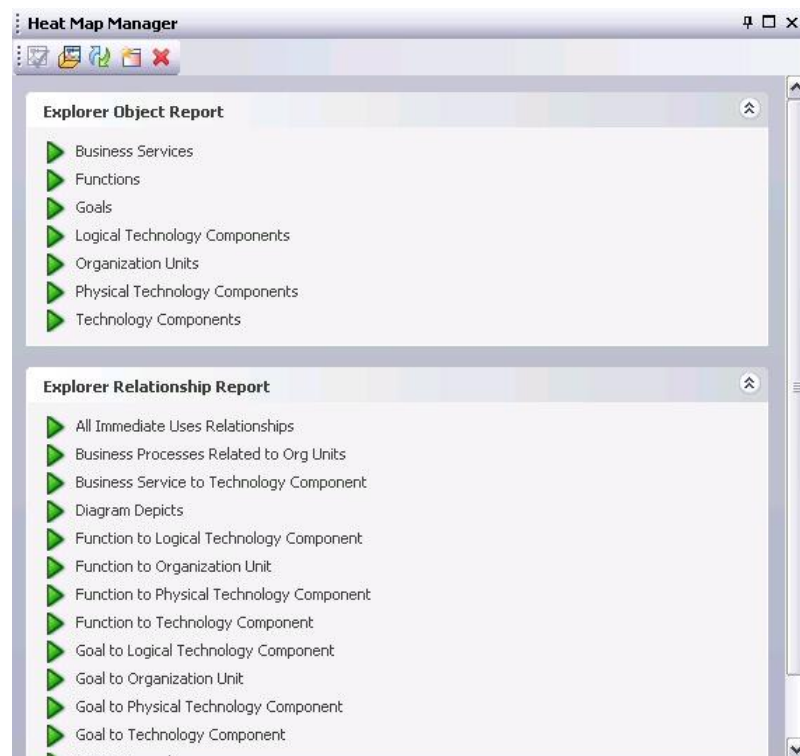 Heat Map Manager
Explorer Object Report
Business Services
Functions
Goals
Logical Technology Components
Organization Units
Physical Technology Components
Technology Components
Explorer Relationship Report
All Immediate Uses Relationships
Business Processes Related to Org Units
Business Service to Technology Component
Diagram Depicts
Function to Logical Technology Component
Function to Organization Unit
Function to Physical Technology Component
Function to Technology Component
Goal to Logical Technology Component
Goal to Organization Unit
Goal to Physical Technology Component
Goal to Technology Component